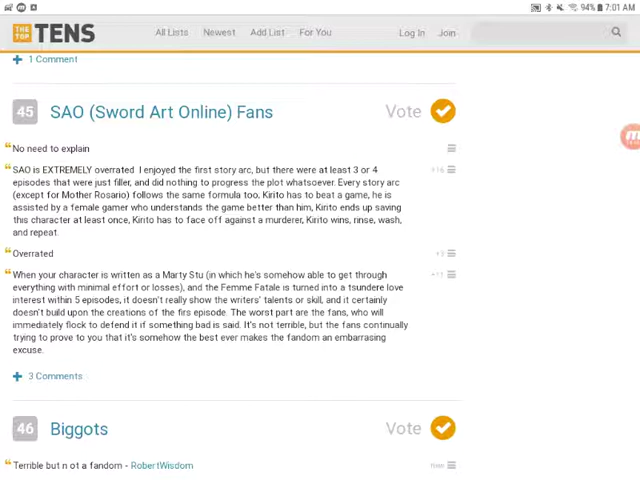 94% 7:01 AM
THE TOP TENS
All Lists Newest Add List For You Log In Join
1 Comment
45 SAO (Sword Art Online) Fans Vote
No need to explain
SAO is EXTREMELY overrated I enjoyed the first story arc, but there were at least 3 or 4 +16
episodes that were just filler, and did nothing to progress the plot whatsoever. Every story arc
(except for Mother Rosario) follows the same formula too, Kirito has to beat a game, he is
assisted by a female gamer who understands the game better than him, Kirito ends up saving
this character at least once, Kirito has to face off against a murderer, Kirito wins, rinse, wash,
and repeat.
Overrated
When your character is written as a Marty Stu (in which he's somehow able to get through +11
everything with minimal effort or losses), and the Femme Fatale is turned into a tsundere love
interest within 5 episodes, it doesn't really show the writers' talents or skill, and it certainly
doesn't build upon the creations of the firs episode. The worst part are the fans, who will
immediately flock to defend it if something bad is said. It's not terrible, but the fans continually
trying to prove to you that it's somehow the best ever makes the fandom an embarrasing
excuse.
3 Comments
46 Biggots Vote
Terrible but n ot a fandom - RobertWisdom New